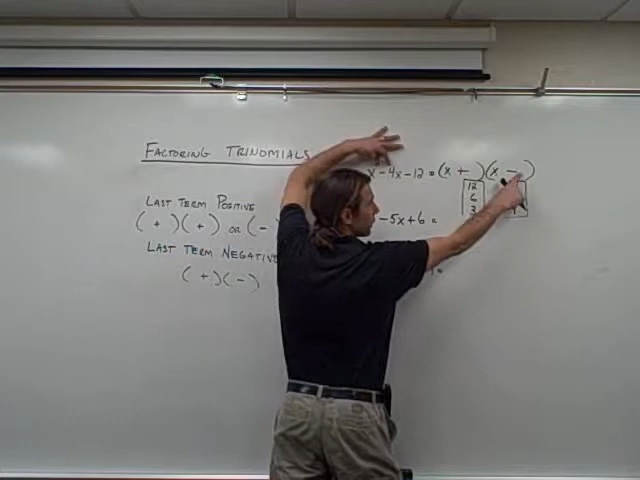 FACTORING TRINOMIALS
x - 4x - 12 = (x + )(x - )
12
6
3
LAST TERM POSITIVE
(+)(+) OR (-
- 5x + 6 =
LAST TERM NEGATIVE
(+)(-)